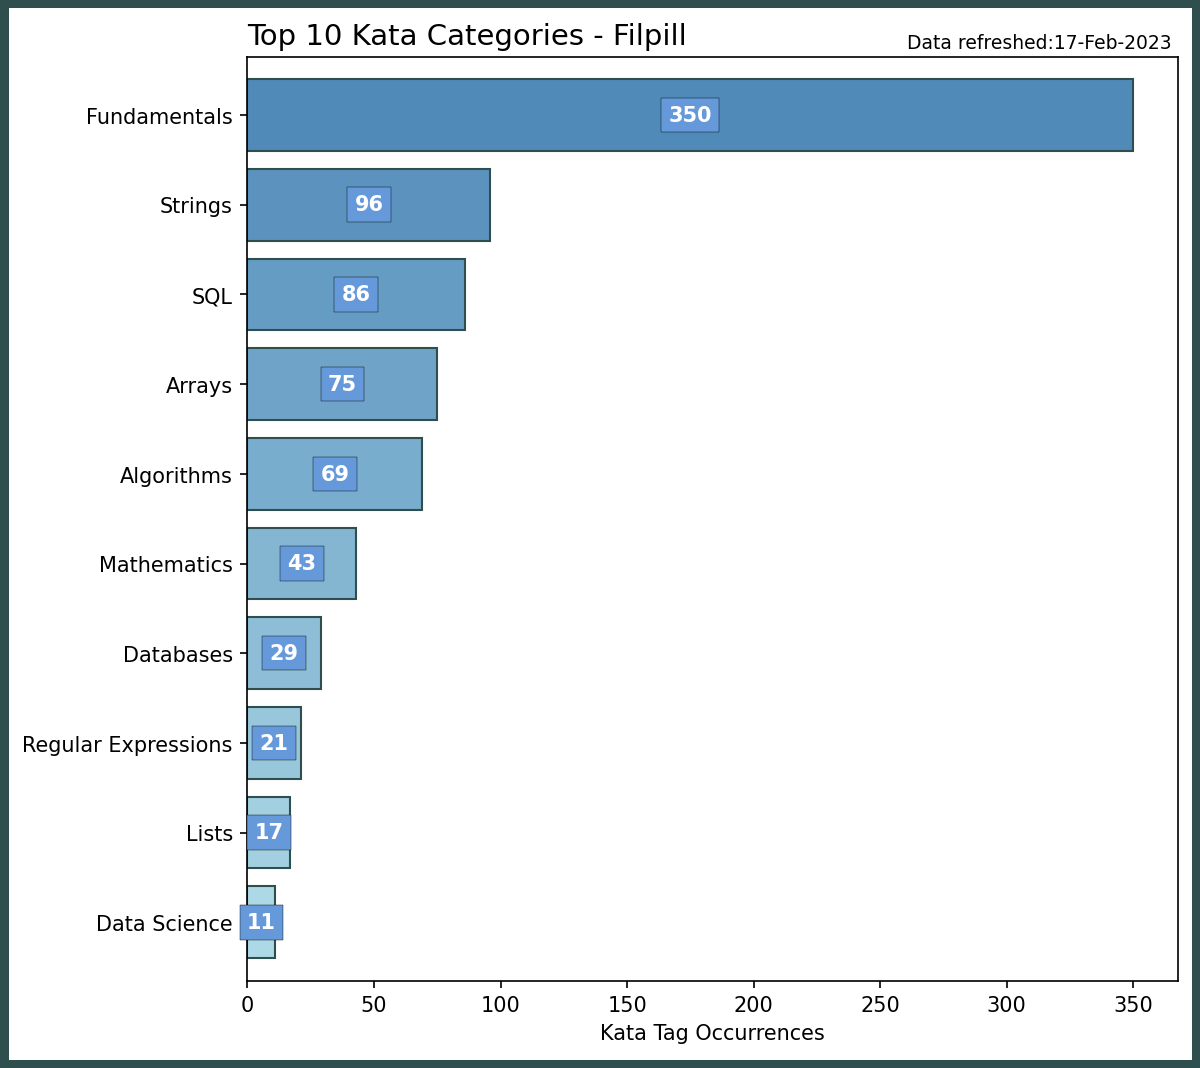 Top 10 Kata Categories - Filpill
Data refreshed:17-Feb-2023
Fundamentals 350
Strings 96
SQL 86
Arrays 75
Algorithms 69
Mathematics 43
Databases 29
Regular Expressions 21
Lists 17
Data Science 11
0 50 100 150 200 250 300 350
Kata Tag Occurrences